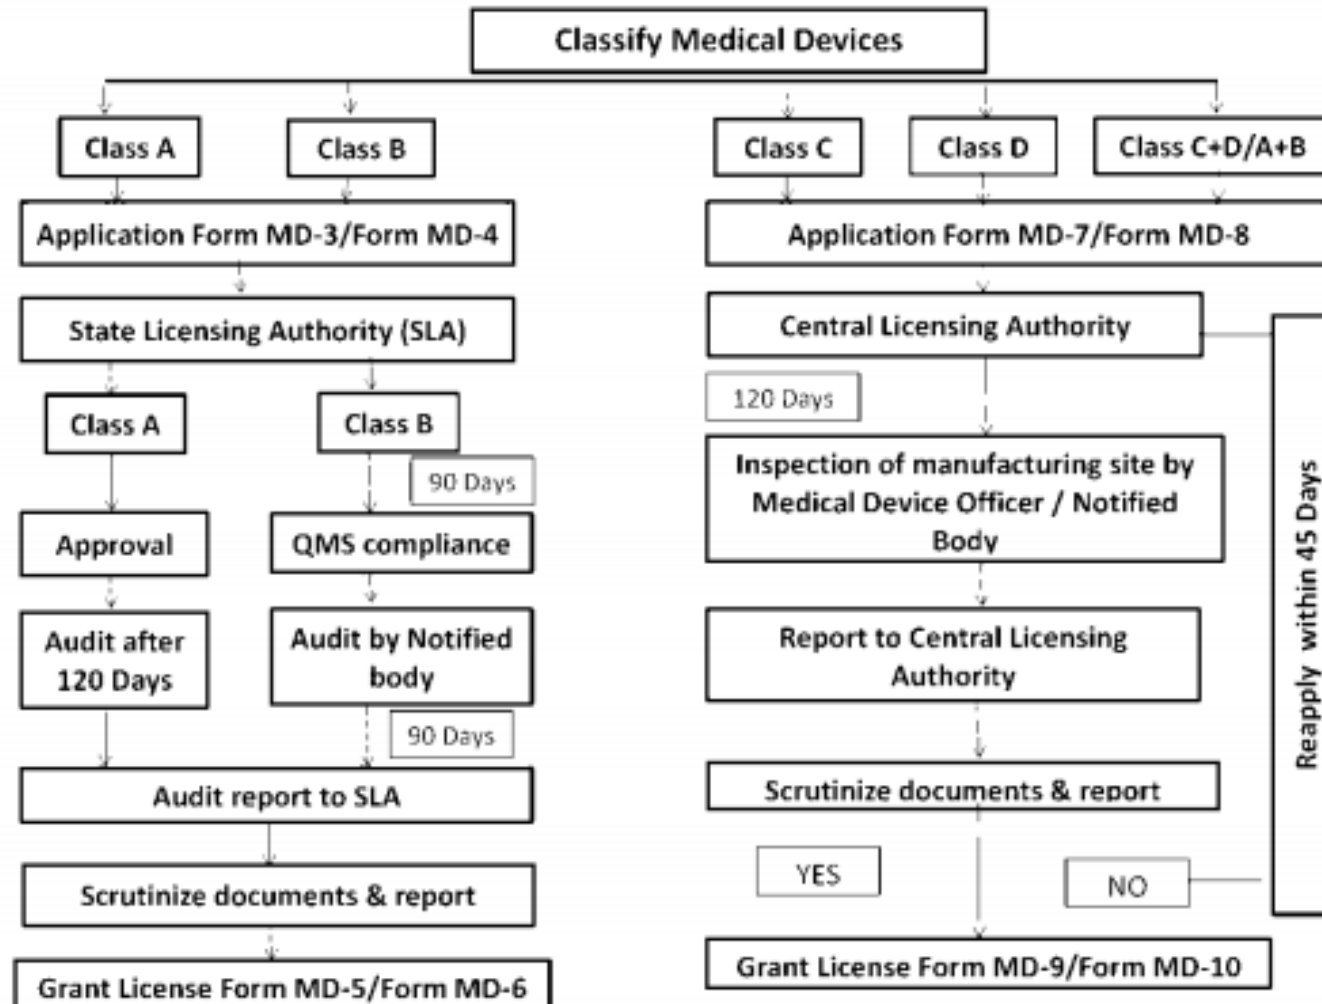 Classify Medical Devices
Class A
Class B
Class C
Class D
Class C+D/A+B
Application Form MD-3/Form MD-4
Application Form MD-7/Form MD-8
State Licensing Authority (SLA)
Central Licensing Authority
Class A
Class B
90 Days
120 Days
Approval
QMS compliance
Inspection of manufacturing site by
Medical Device Officer / Notified
Body
Audit after
120 Days
Audit by Notified
body
90 Days
Report to Central Licensing
Authority
Audit report to SLA
Scrutinize documents & report
Scrutinize documents & report
YES
NO
Reapply within 45 Days
Grant License Form MD-5/Form MD-6
Grant License Form MD-9/Form MD-10